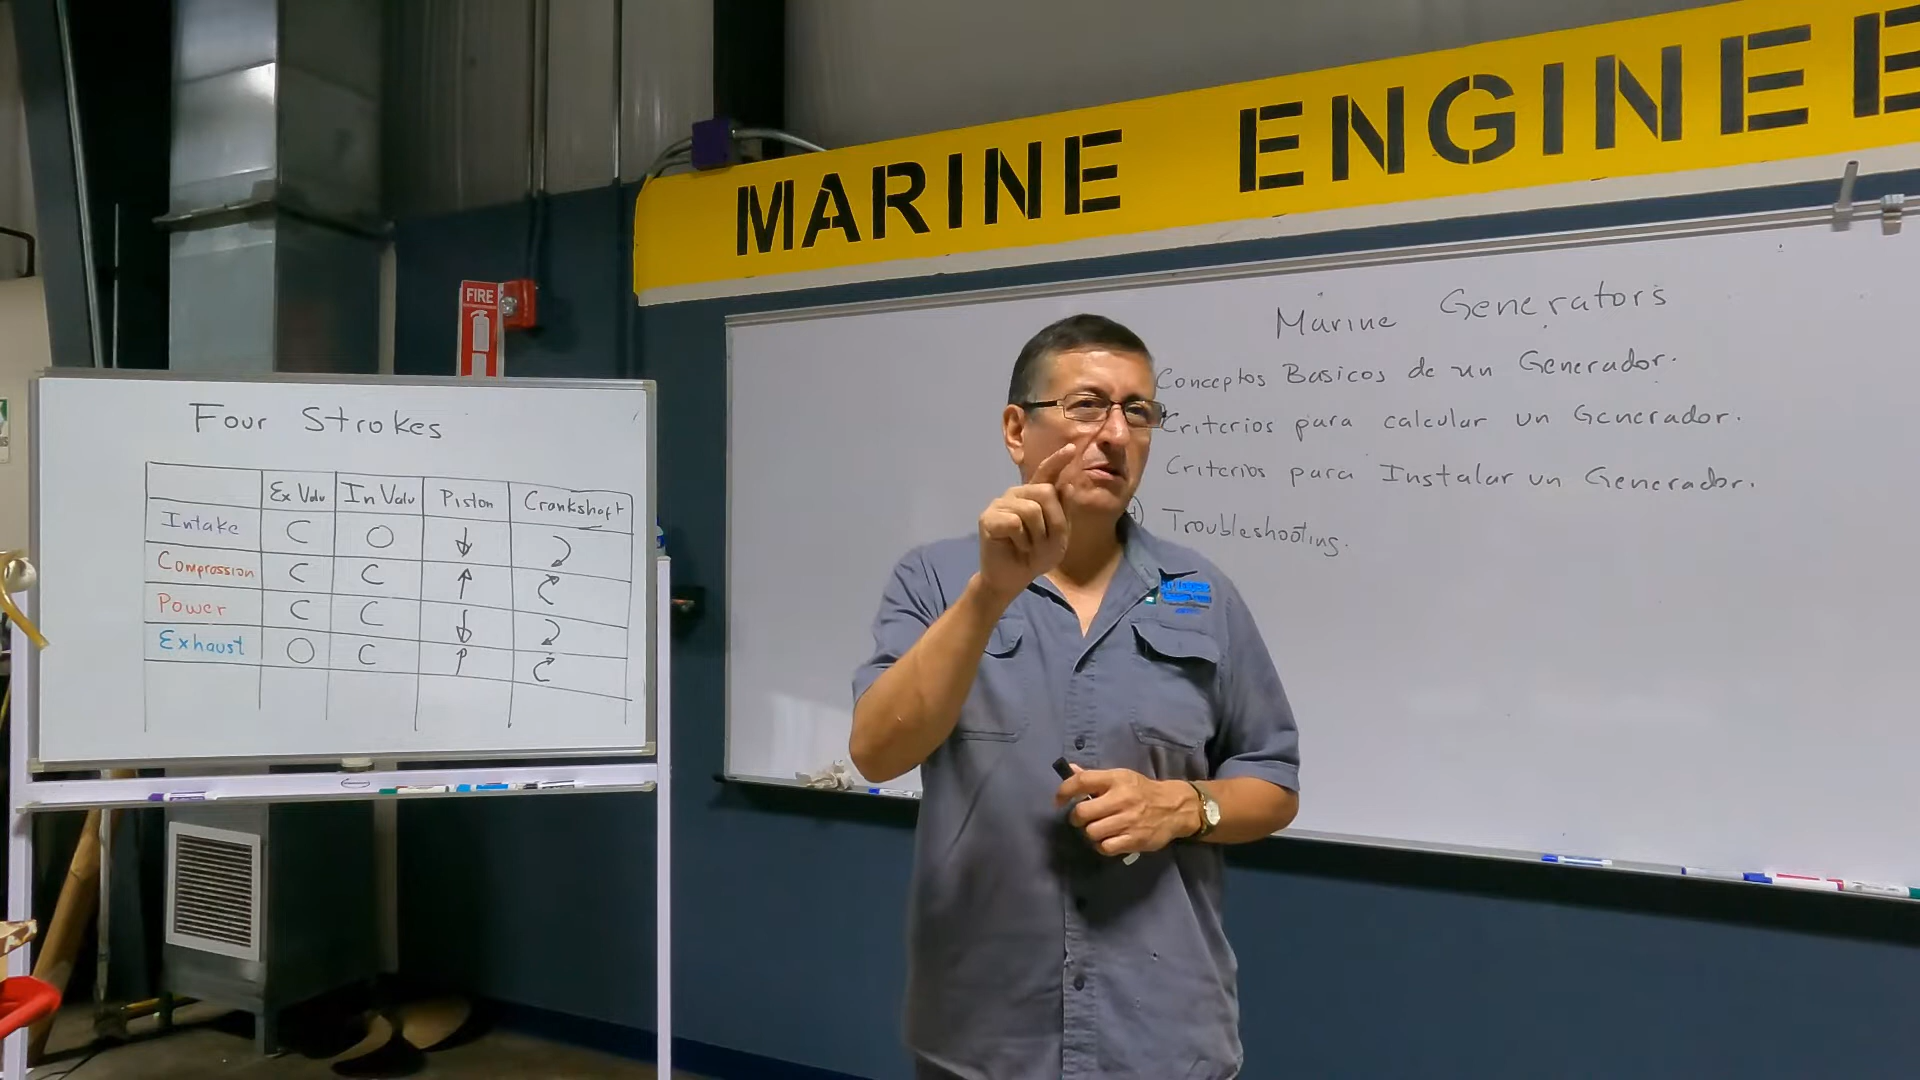 MARINE ENGINEE
FIRE
Four Strokes
Ex Valv In Valv Piston Crankshaft
Intake C O ↓
Compression C C ↑
Power C C ↓
Exhaust O C ↑
Marine Generators
Conceptos Basicos de un Generador.
Criterios para calcular un Generador.
Criterios para Instalar un Generador.
Troubleshooting.